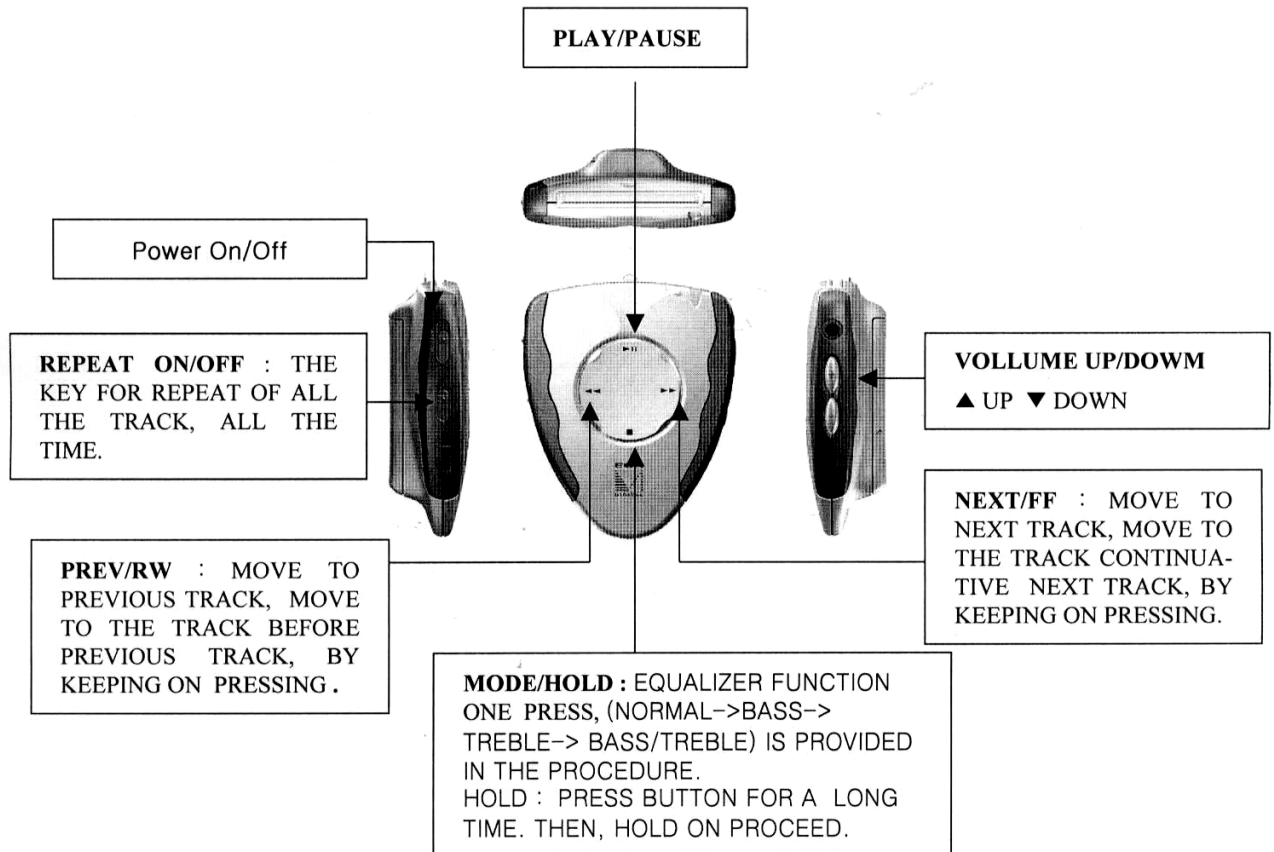 PLAY/PAUSE
Power On/Off
REPEAT ON/OFF : THE
KEY FOR REPEAT OF ALL
THE TRACK, ALL THE
TIME.
VOLLUME UP/DOWM
▲ UP ▼ DOWN
PREV/RW : MOVE TO
PREVIOUS TRACK, MOVE
TO THE TRACK BEFORE
PREVIOUS TRACK, BY
KEEPING ON PRESSING .
NEXT/FF : MOVE TO
NEXT TRACK, MOVE TO
THE TRACK CONTINUA-
TIVE NEXT TRACK, BY
KEEPING ON PRESSING.
MODE/HOLD : EQUALIZER FUNCTION
ONE PRESS, (NORMAL->BASS->
TREBLE-> BASS/TREBLE) IS PROVIDED
IN THE PROCEDURE.
HOLD : PRESS BUTTON FOR A LONG
TIME. THEN, HOLD ON PROCEED.